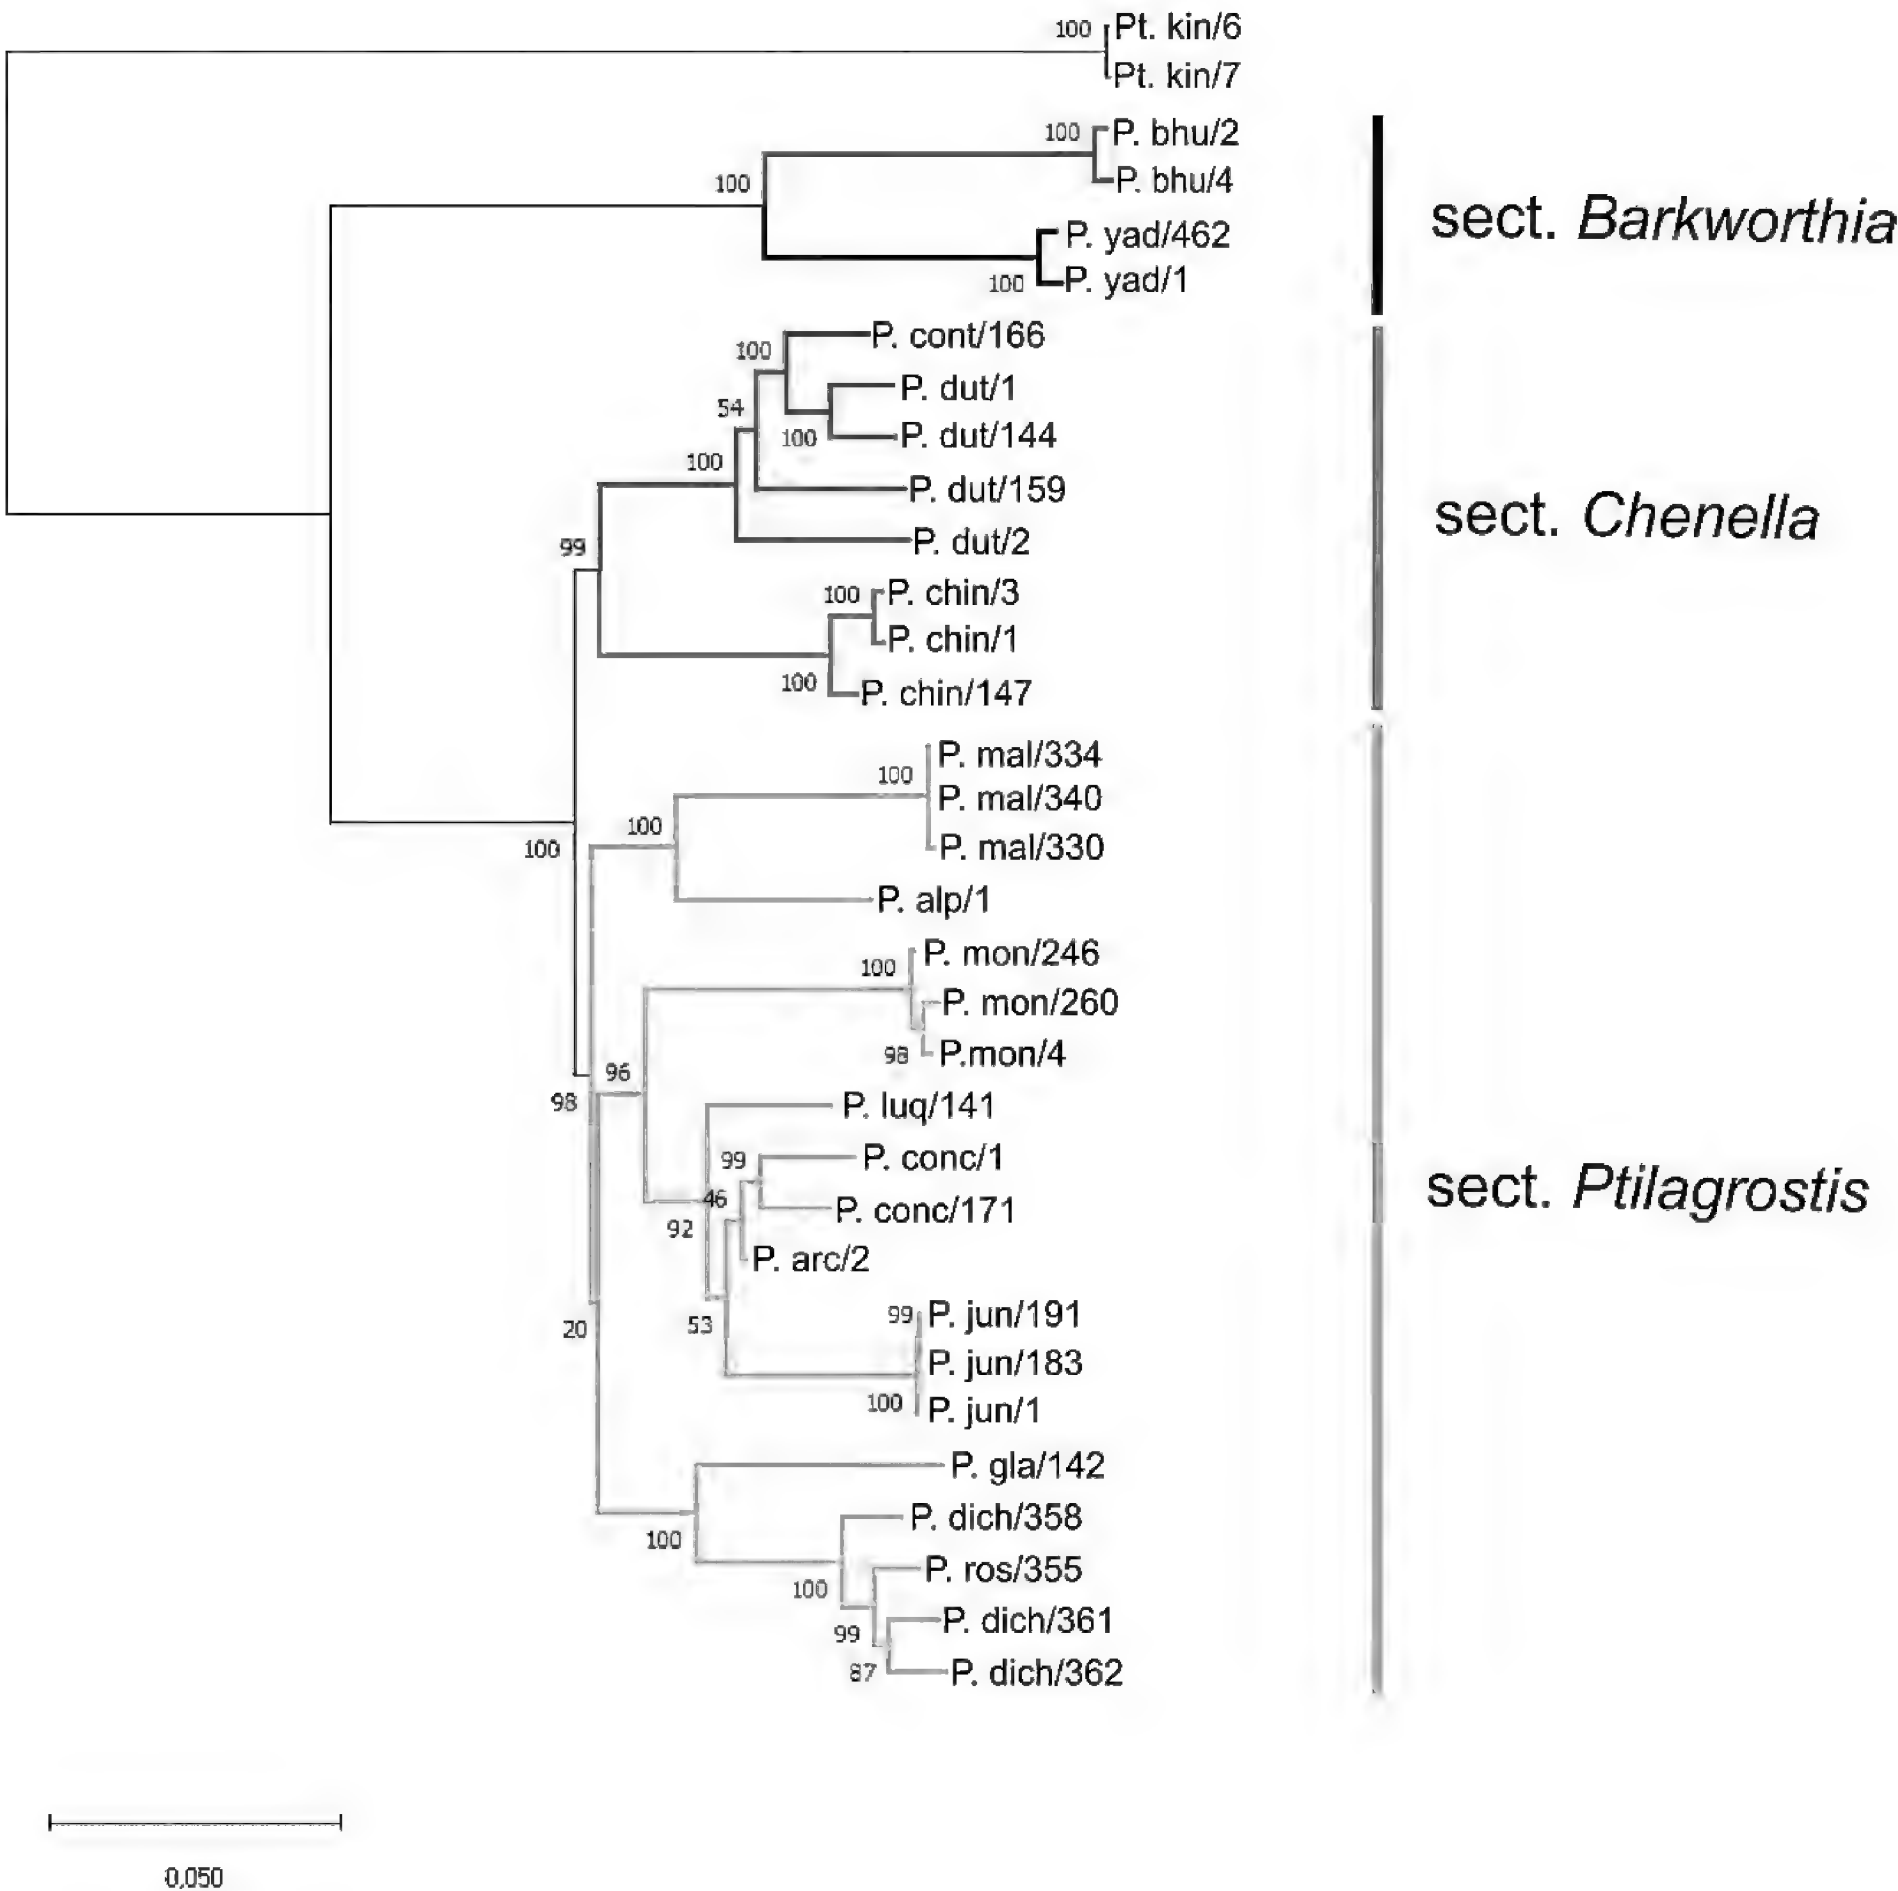 100
Pt. kin/6
Pt. kin/7
100
P. bhu/2
100
P. bhu/4
sect. Barkworthia
P. yad/462
100
P. yad/1
P. cont/166
100
P. dut/1
54
100
P. dut/144
100
P. dut/159
sect. Chenella
99
P. dut/2
100
P. chin/3
P. chin/1
100
P. chin/147
P. mal/334
100
P. mal/340
100
100
P. mal/330
P. alp/1
P. mon/246
100
P. mon/260
98
P.mon/4
96
98
P. luq/141
99
P. conc/1
sect. Ptilagrostis
46
P. conc/171
92
P. arc/2
99
P. jun/191
53
20
P. jun/183
100
P. jun/1
P. gla/142
P. dich/358
100
P. ros/355
100
P. dich/361
99
87
P. dich/362
0,050